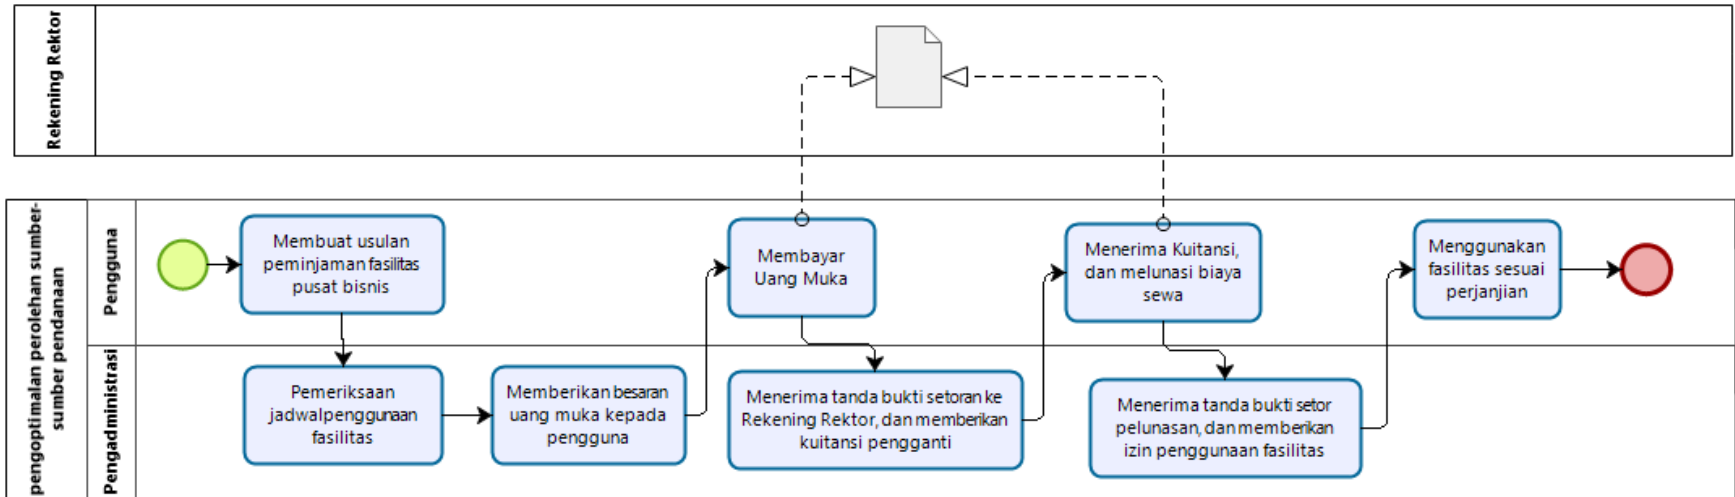 Rekening Rektor
pengoptimalan perolehan sumber-
sumber pendanaan
Pengguna
Membuat usulan
peminjaman fasilitas
pusat bisnis
Membayar
Uang Muka
Menerima Kuitansi,
dan melunasi biaya
sewa
Menggunakan
fasilitas sesuai
perjanjian
Pengadministrasi
Pemeriksaan
jadwalpenggunaan
fasilitas
Memberikan besaran
uang muka kepada
pengguna
Menerima tanda bukti setoran ke
Rekening Rektor, dan memberikan
kuitansi pengganti
Menerima tanda bukti setor
pelunasan, dan memberikan
izin penggunaan fasilitas